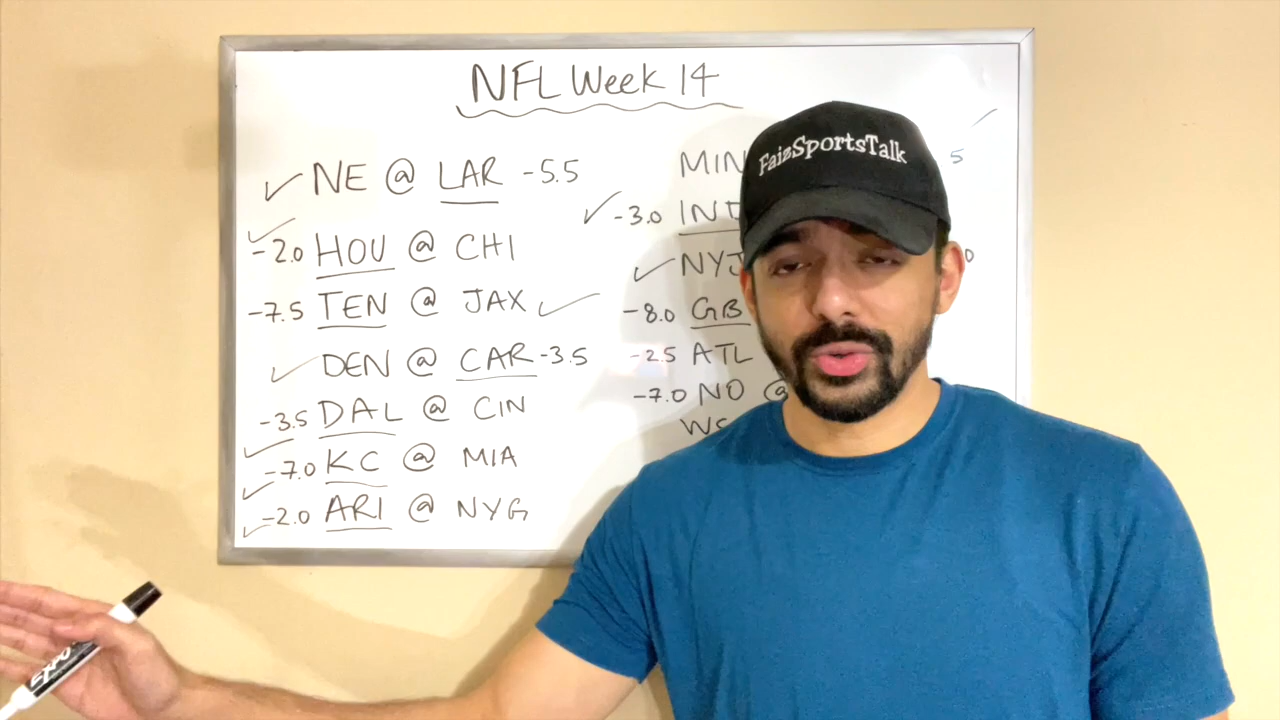 NFL Week 14
NE @ LAR -5.5
-2.0 HOU @ CHI
-7.5 TEN @ JAX
DEN @ CAR -3.5
-3.5 DAL @ CIN
-7.0 KC @ MIA
-2.0 ARI @ NYG
MIN 5
-3.0 IND
NYJ 0
-8.0 GB
-2.5 ATL
-7.0 NO @
FaizSportsTalk
EXPO